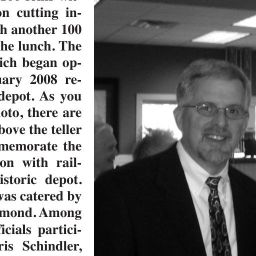 on cutting in-
h another 100
he lunch. The
ich began op-
uary 2008 re-
depot. As you
oto, there are
bove the teller
memorate the
on with rail-
istoric depot.
was catered by
mond. Among
ficials partici-
ris Schindler,